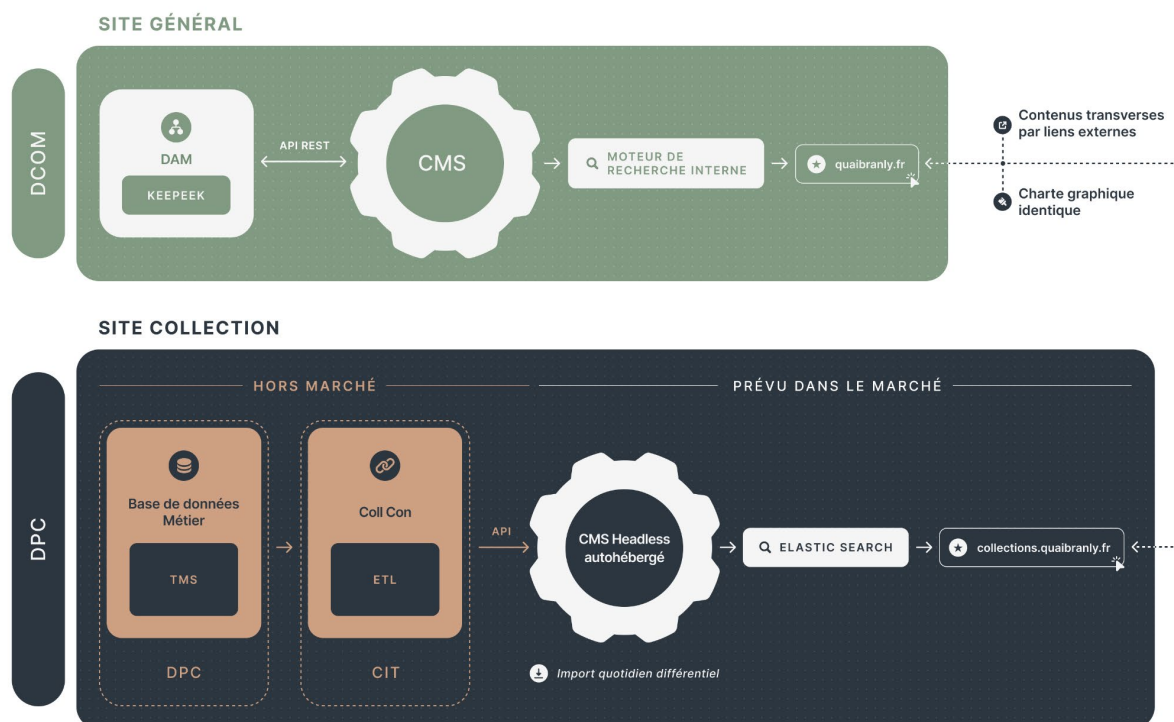 SITE GÉNÉRAL
DCOM
DAM
KEEPEEK
API REST
CMS
MOTEUR DE
RECHERCHE INTERNE
quaibranly.fr
Contenus transverses
par liens externes
Charte graphique
identique
SITE COLLECTION
DPC
HORS MARCHÉ
PRÉVU DANS LE MARCHÉ
Base de données
Métier
TMS
DPC
Coll Con
ETL
CIT
API
CMS Headless
autohébergé
Import quotidien différentiel
ELASTIC SEARCH
collections.quaibranly.fr